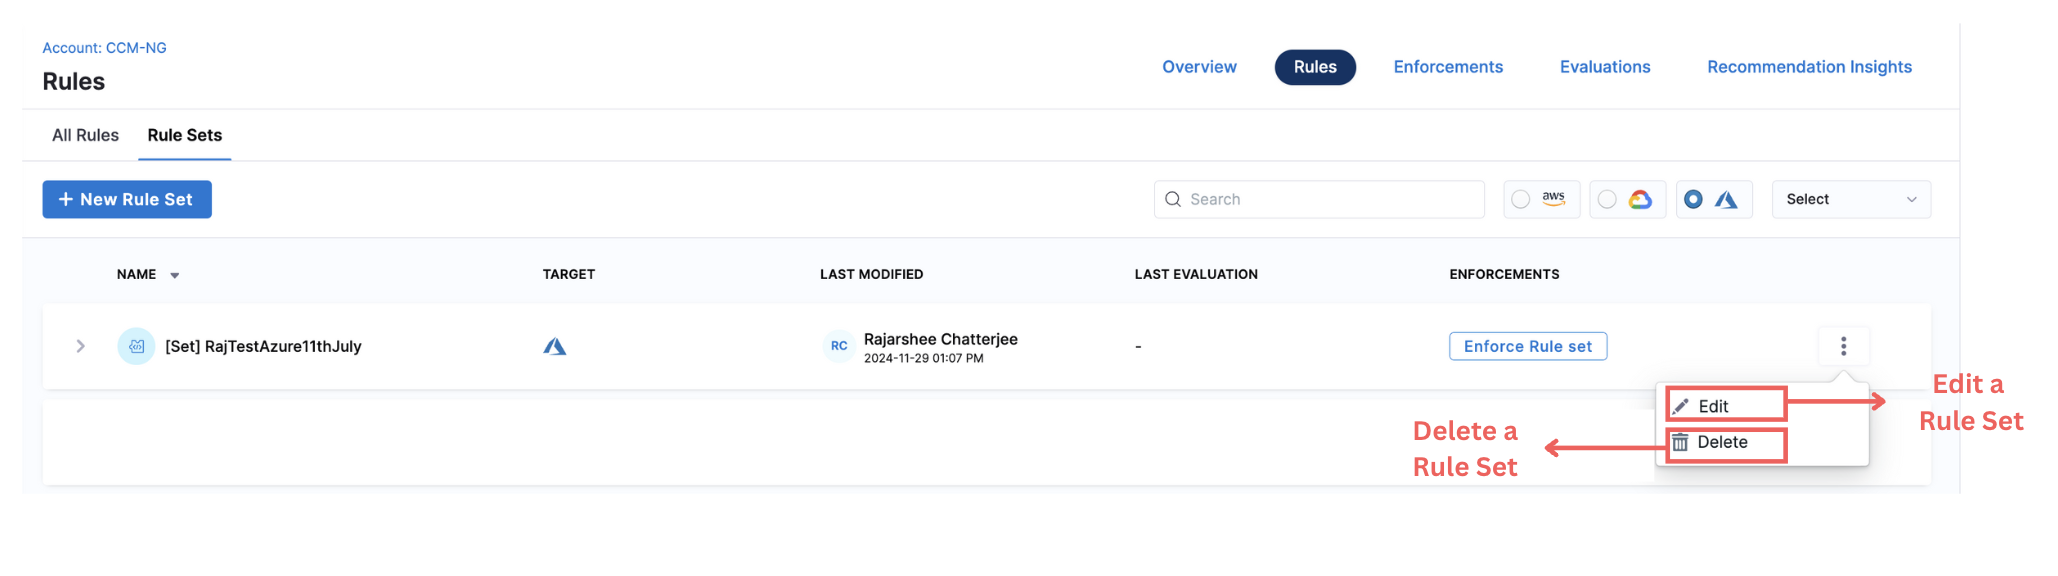 Account: CCM-NG
Rules
Overview
Rules
Enforcements
Evaluations
Recommendation Insights
All Rules
Rule Sets
+ New Rule Set
Search
aws
Select
NAME
TARGET
LAST MODIFIED
LAST EVALUATION
ENFORCEMENTS
[Set] RajTestAzure11thJuly
RC
Rajarshee Chatterjee
2024-11-29 01:07 PM
-
Enforce Rule set
Edit
Delete
Edit a
Rule Set
Delete a
Rule Set